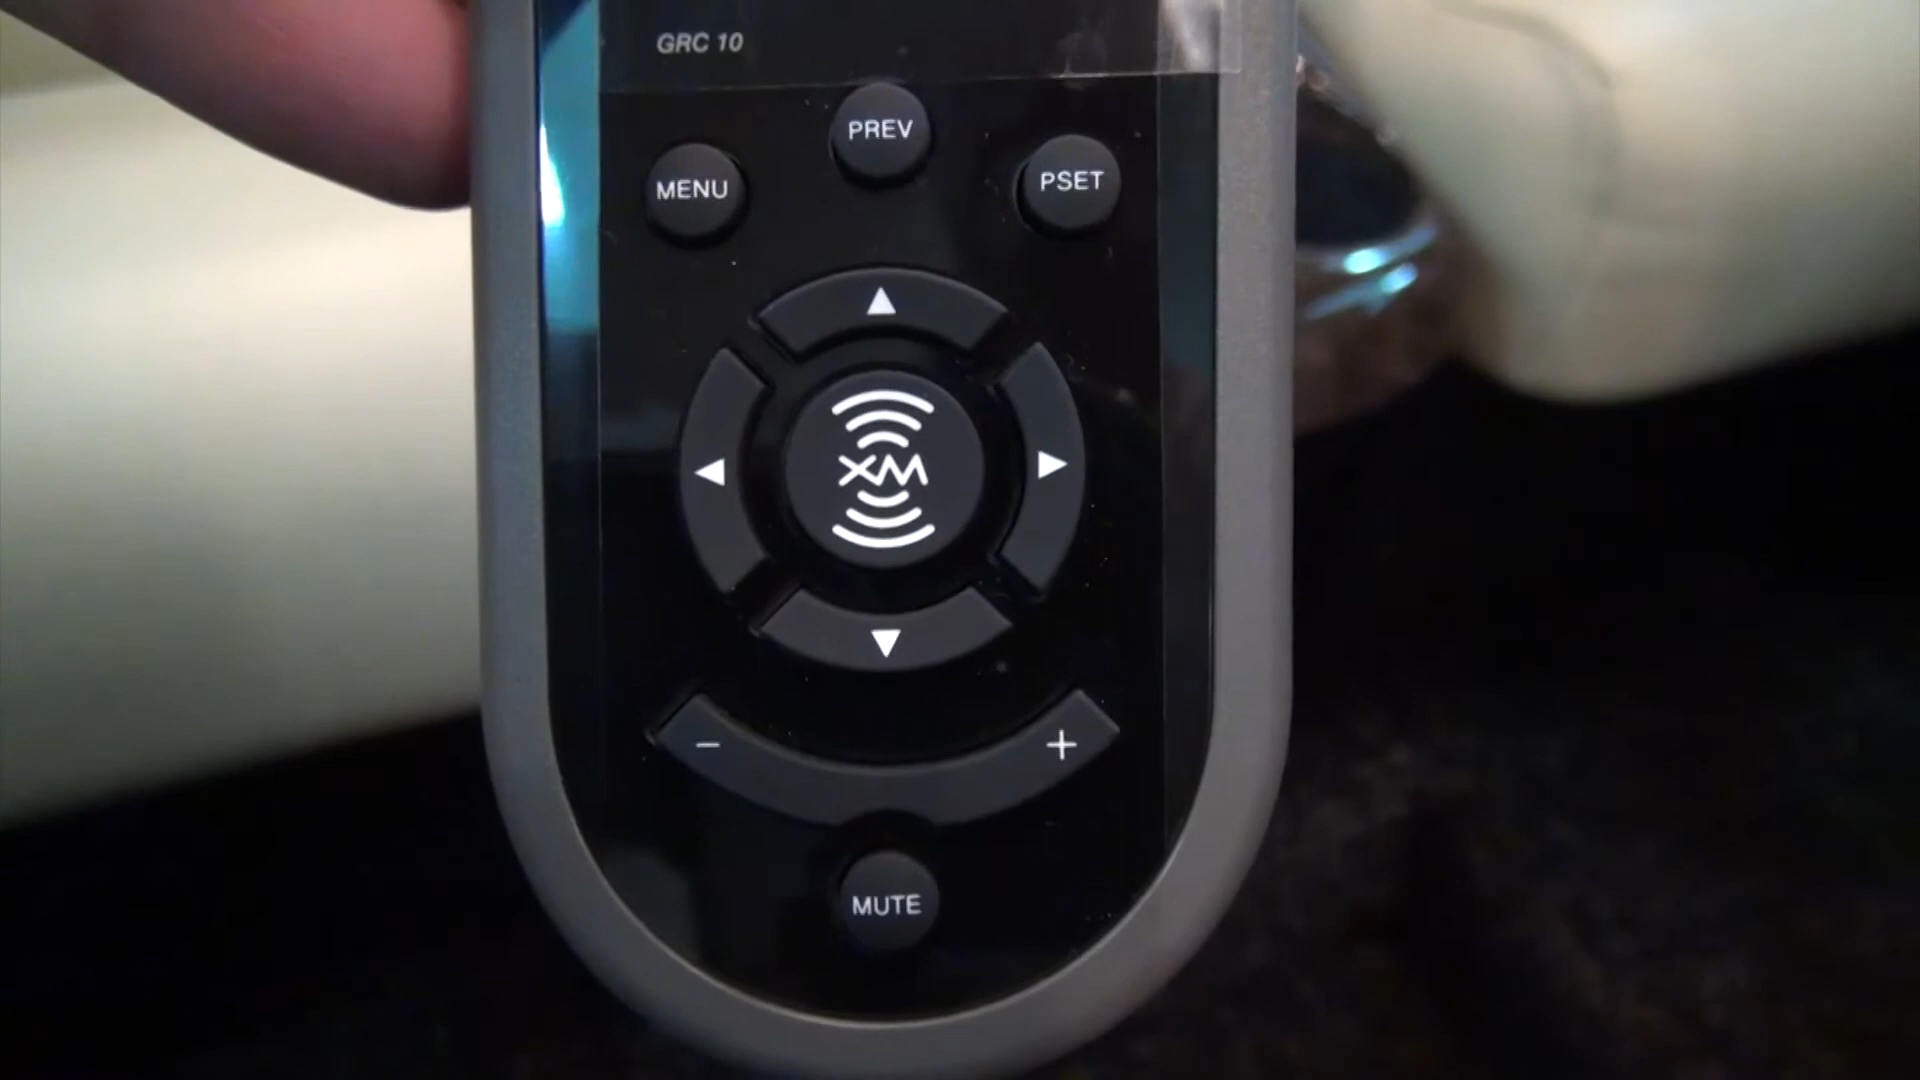 GRC 10
PREV
MENU
PSET
XM
− +
MUTE